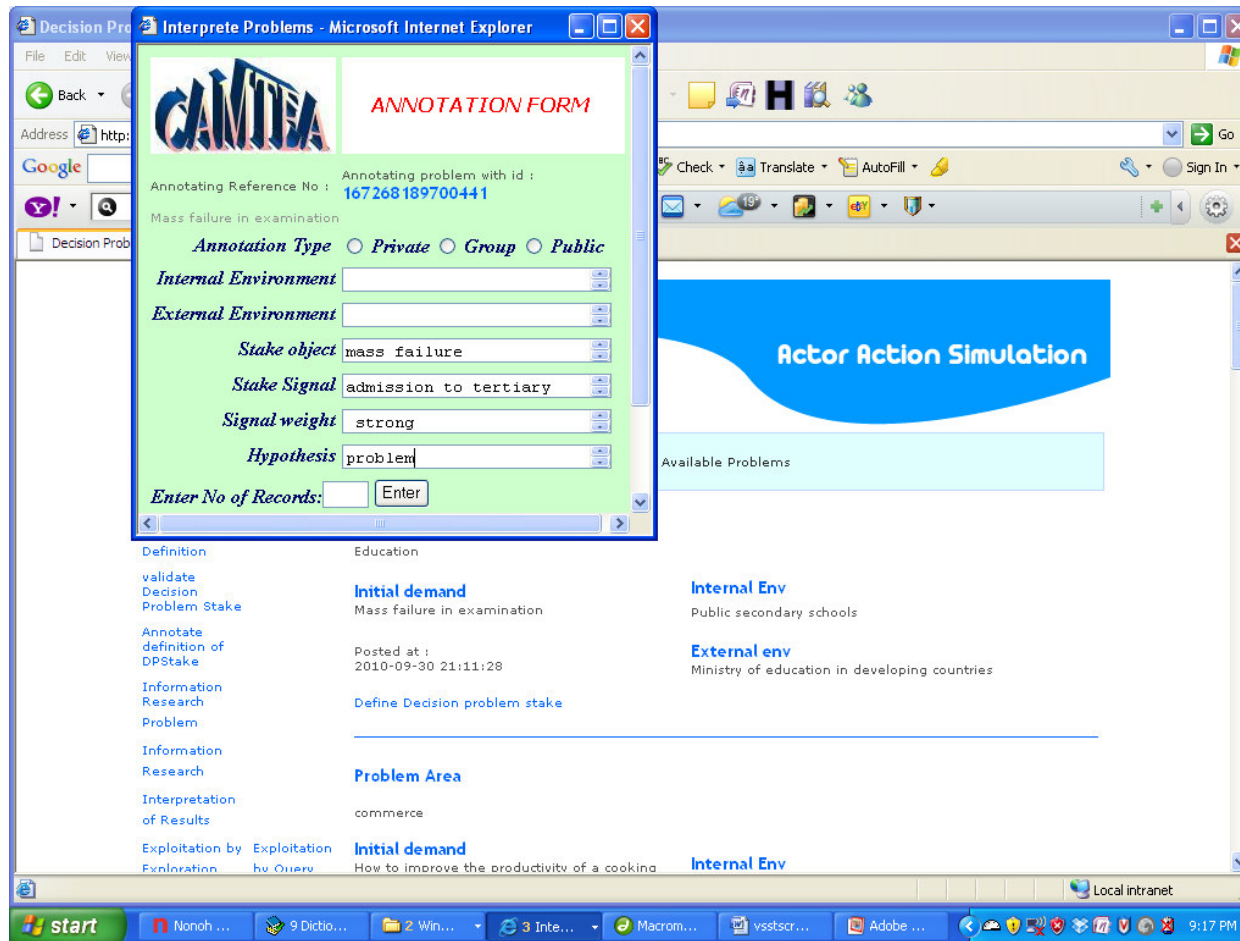 Decision Pro
Interprete Problems - Microsoft Internet Explorer
File Edit View
Back
CAMTEA
ANNOTATION FORM
H
Address http:
Go
Google
Check Translate AutoFill Sign In
Annotating Reference No :
Annotating problem with id :
167268189700441
Y!
19°
eBY
Mass failure in examination
Decision Prob
Annotation Type Private Group Public
Internal Environment
External Environment
Stake object mass failure
Stake Signal admission to tertiary
Signal weight strong
Hypothesis problem
Enter No of Records: Enter
Actor Action Simulation
Available Problems
Definition
validate
Decision
Problem Stake
Annotate
definition of
DPStake
Information
Research
Problem
Information
Research
Interpretation
of Results
Exploitation by Exploitation
Exploration by Query
Education
Initial demand
Mass failure in examination
Internal Env
Public secondary schools
Posted at :
2010-09-30 21:11:28
External env
Ministry of education in developing countries
Define Decision problem stake
Problem Area
commerce
Initial demand
How to improve the productivity of a cooking
Internal Env
Local intranet
start Nonoh ... 9 Dictio... 2 Win... 3 Inte... Macrom... vsstscr... Adobe ... 9:17 PM